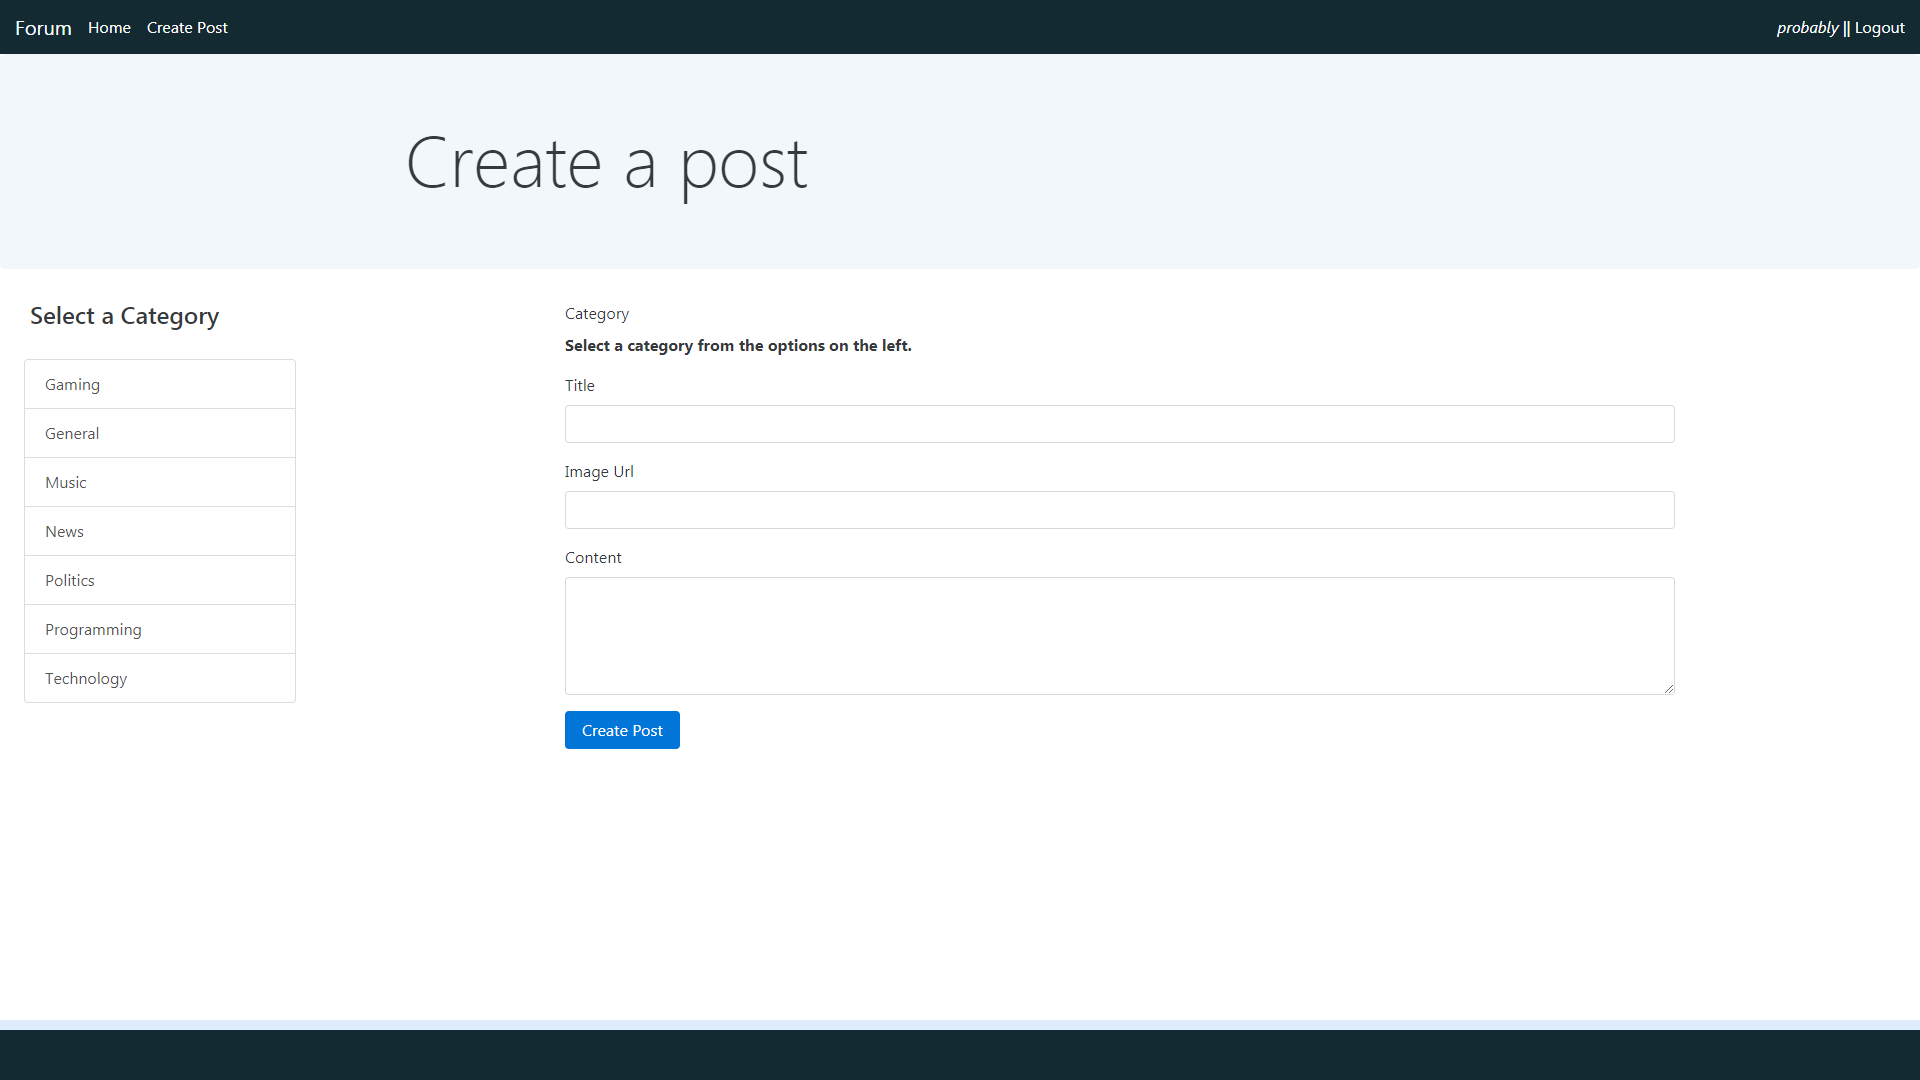 Forum Home Create Post probably || Logout
Create a post
Select a Category
Gaming
General
Music
News
Politics
Programming
Technology
Category
Select a category from the options on the left.
Title
Image Url
Content
Create Post